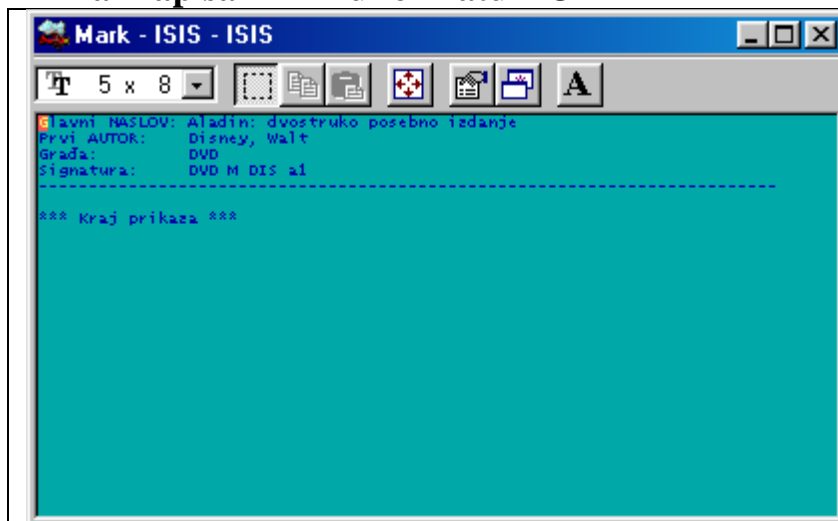 Mark - ISIS - ISIS
5 x 8
A
Glavni NASLOV: Aladin: dvostruko posebno izdanje
Prvi AUTOR: Disney, Walt
Građa: DVD
Signatura: DVD M DIS a1
--------------------------------------------------------------------------
*** Kraj prikaza ***